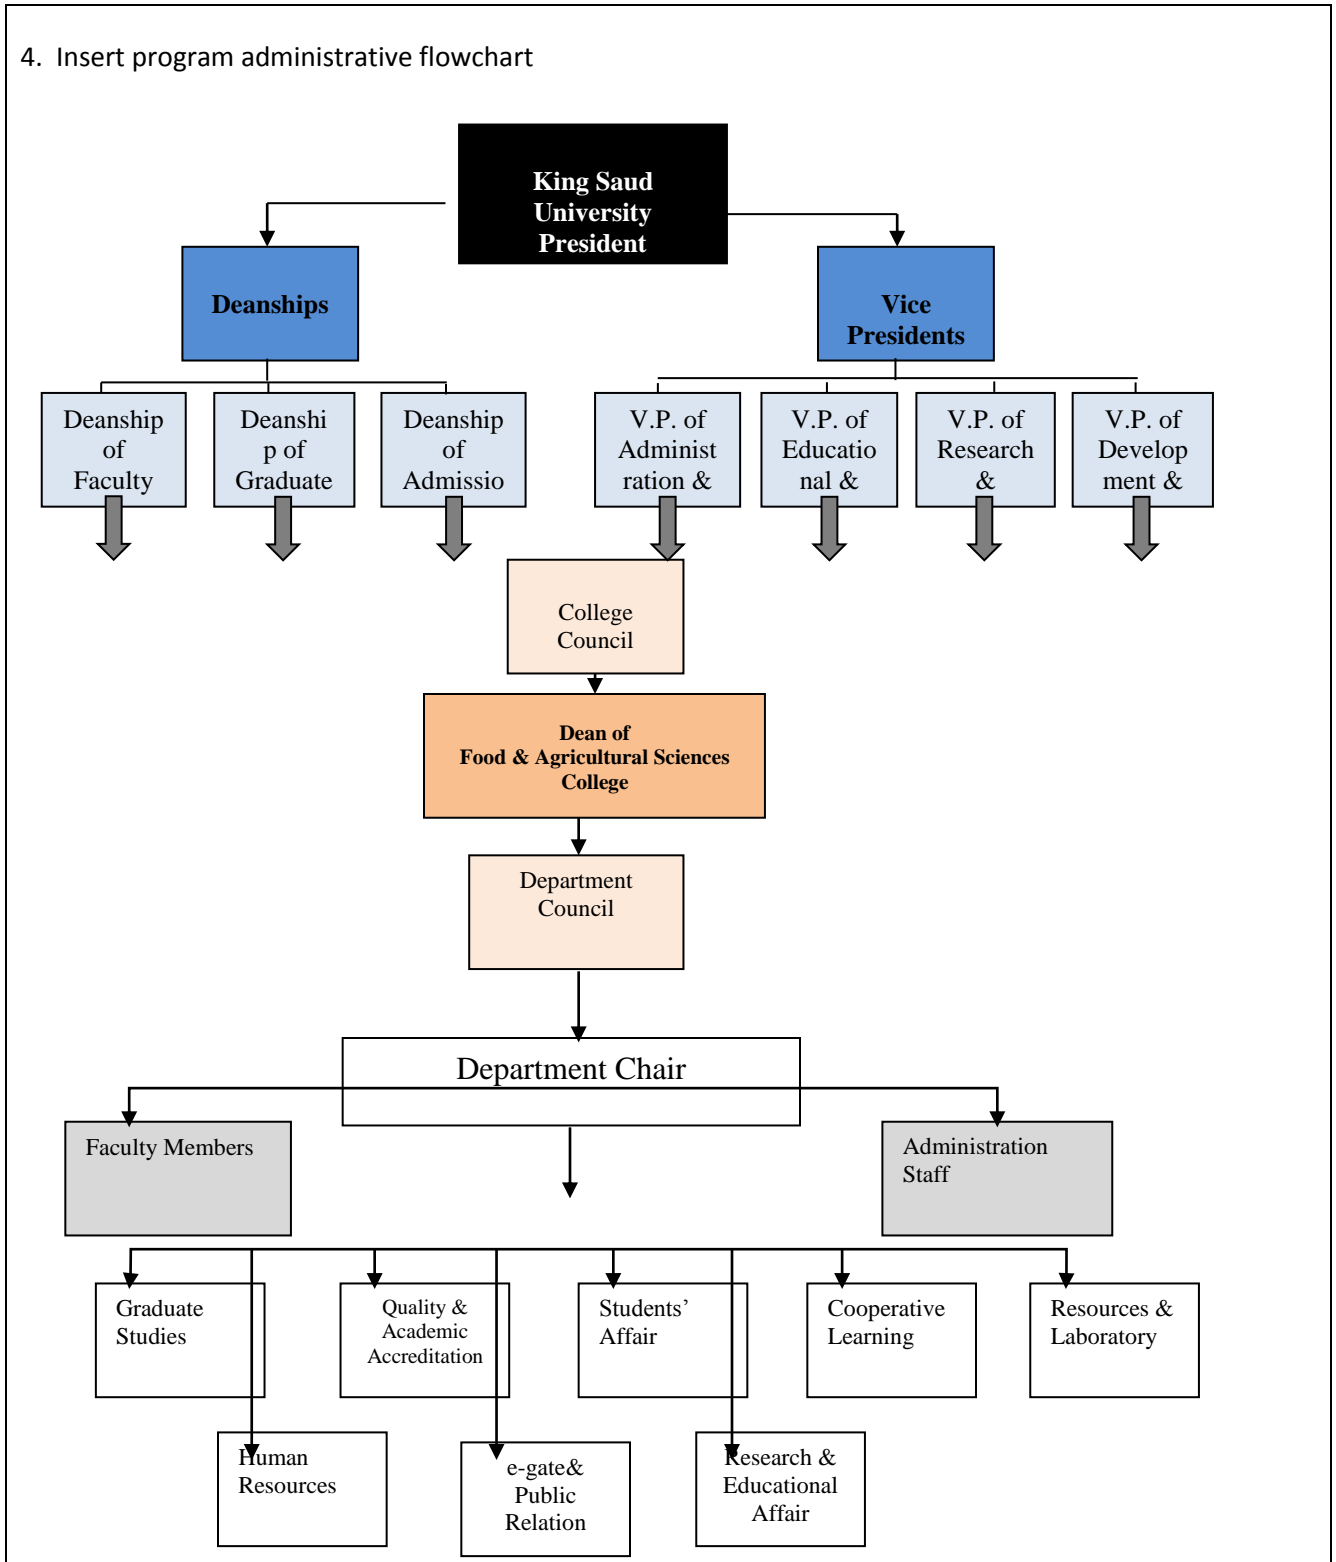 4. Insert program administrative flowchart
King Saud
University
President
Deanships
Vice
Presidents
Deanship
of
Faculty
Deanshi
p of
Graduate
Deanship
of
Admissio
V.P. of
Administ
ration &
V.P. of
Educatio
nal &
V.P. of
Research
&
V.P. of
Develop
ment &
College
Council
Dean of
Food & Agricultural Sciences
College
Department
Council
Department Chair
Faculty Members
Administration
Staff
Graduate
Studies
Quality &
Academic
Accreditation
Students’
Affair
Cooperative
Learning
Resources &
Laboratory
Human
Resources
e-gate&
Public
Relation
Research &
Educational
Affair